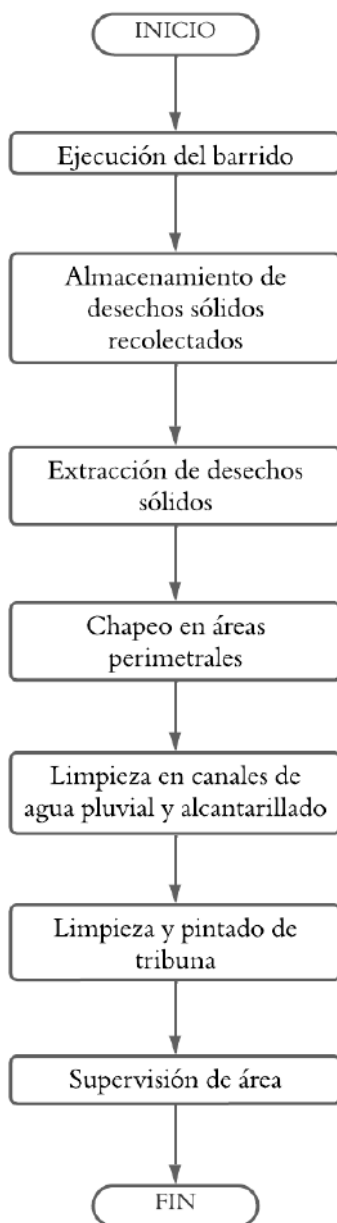 INICIO
Ejecución del barrido
Almacenamiento de
desechos sólidos
recolectados
Extracción de desechos
sólidos
Chapeo en áreas
perimetrales
Limpieza en canales de
agua pluvial y alcantarillado
Limpieza y pintado de
tribuna
Supervisión de área
FIN